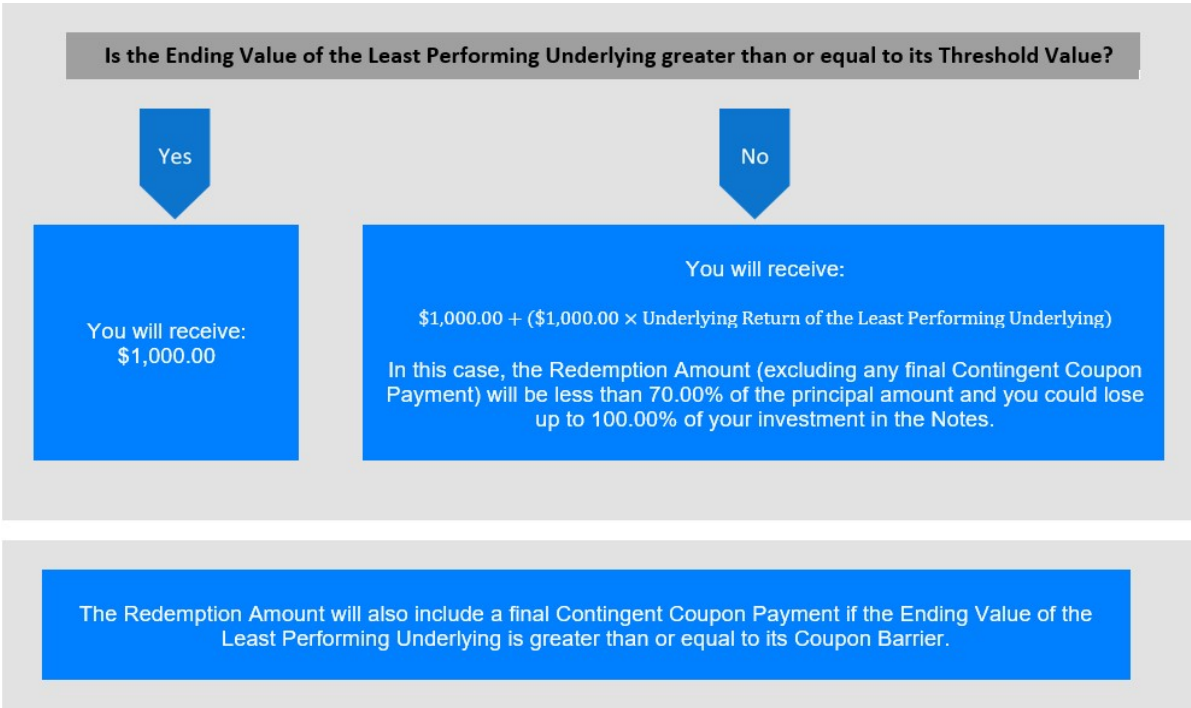 Is the Ending Value of the Least Performing Underlying greater than or equal to its Threshold Value?
Yes
No
You will receive:
$1,000.00
You will receive:
$1,000.00 + ($1,000.00 × Underlying Return of the Least Performing Underlying)
In this case, the Redemption Amount (excluding any final Contingent Coupon
Payment) will be less than 70.00% of the principal amount and you could lose
up to 100.00% of your investment in the Notes.
The Redemption Amount will also include a final Contingent Coupon Payment if the Ending Value of the
Least Performing Underlying is greater than or equal to its Coupon Barrier.